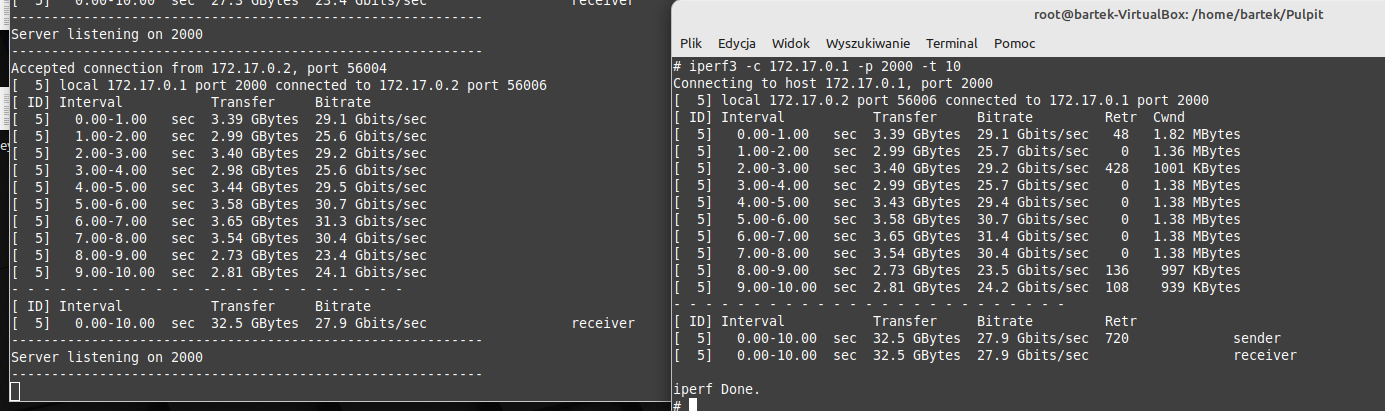 [  5]   0.00-10.00  sec  27.3 GBytes  23.4 Gbits/sec                  receiver
-----------------------------------------------------------
Server listening on 2000
-----------------------------------------------------------
Accepted connection from 172.17.0.2, port 56004
[  5] local 172.17.0.1 port 2000 connected to 172.17.0.2 port 56006
[ ID] Interval           Transfer     Bitrate
[  5]   0.00-1.00   sec  3.39 GBytes  29.1 Gbits/sec
[  5]   1.00-2.00   sec  2.99 GBytes  25.6 Gbits/sec
[  5]   2.00-3.00   sec  3.40 GBytes  29.2 Gbits/sec
[  5]   3.00-4.00   sec  2.98 GBytes  25.6 Gbits/sec
[  5]   4.00-5.00   sec  3.44 GBytes  29.5 Gbits/sec
[  5]   5.00-6.00   sec  3.58 GBytes  30.7 Gbits/sec
[  5]   6.00-7.00   sec  3.65 GBytes  31.3 Gbits/sec
[  5]   7.00-8.00   sec  3.54 GBytes  30.4 Gbits/sec
[  5]   8.00-9.00   sec  2.73 GBytes  23.4 Gbits/sec
[  5]   9.00-10.00  sec  2.81 GBytes  24.1 Gbits/sec
- - - - - - - - - - - - - - - - - - - - - - - - -
[ ID] Interval           Transfer     Bitrate
[  5]   0.00-10.00  sec  32.5 GBytes  27.9 Gbits/sec                  receiver
-----------------------------------------------------------
Server listening on 2000
-----------------------------------------------------------
root@bartek-VirtualBox: /home/bartek/Pulpit
Plik Edycja Widok Wyszukiwanie Terminal Pomoc
# iperf3 -c 172.17.0.1 -p 2000 -t 10
Connecting to host 172.17.0.1, port 2000
[  5] local 172.17.0.2 port 56006 connected to 172.17.0.1 port 2000
[ ID] Interval           Transfer     Bitrate         Retr  Cwnd
[  5]   0.00-1.00   sec  3.39 GBytes  29.1 Gbits/sec   48   1.82 MBytes
[  5]   1.00-2.00   sec  2.99 GBytes  25.7 Gbits/sec    0   1.36 MBytes
[  5]   2.00-3.00   sec  3.40 GBytes  29.2 Gbits/sec  428   1001 KBytes
[  5]   3.00-4.00   sec  2.99 GBytes  25.7 Gbits/sec    0   1.38 MBytes
[  5]   4.00-5.00   sec  3.43 GBytes  29.4 Gbits/sec    0   1.38 MBytes
[  5]   5.00-6.00   sec  3.58 GBytes  30.7 Gbits/sec    0   1.38 MBytes
[  5]   6.00-7.00   sec  3.65 GBytes  31.4 Gbits/sec    0   1.38 MBytes
[  5]   7.00-8.00   sec  3.54 GBytes  30.4 Gbits/sec    0   1.38 MBytes
[  5]   8.00-9.00   sec  2.73 GBytes  23.5 Gbits/sec  136    997 KBytes
[  5]   9.00-10.00  sec  2.81 GBytes  24.2 Gbits/sec  108    939 KBytes
- - - - - - - - - - - - - - - - - - - - - - - - -
[ ID] Interval           Transfer     Bitrate         Retr
[  5]   0.00-10.00  sec  32.5 GBytes  27.9 Gbits/sec  720             sender
[  5]   0.00-10.00  sec  32.5 GBytes  27.9 Gbits/sec                  receiver
iperf Done.
#